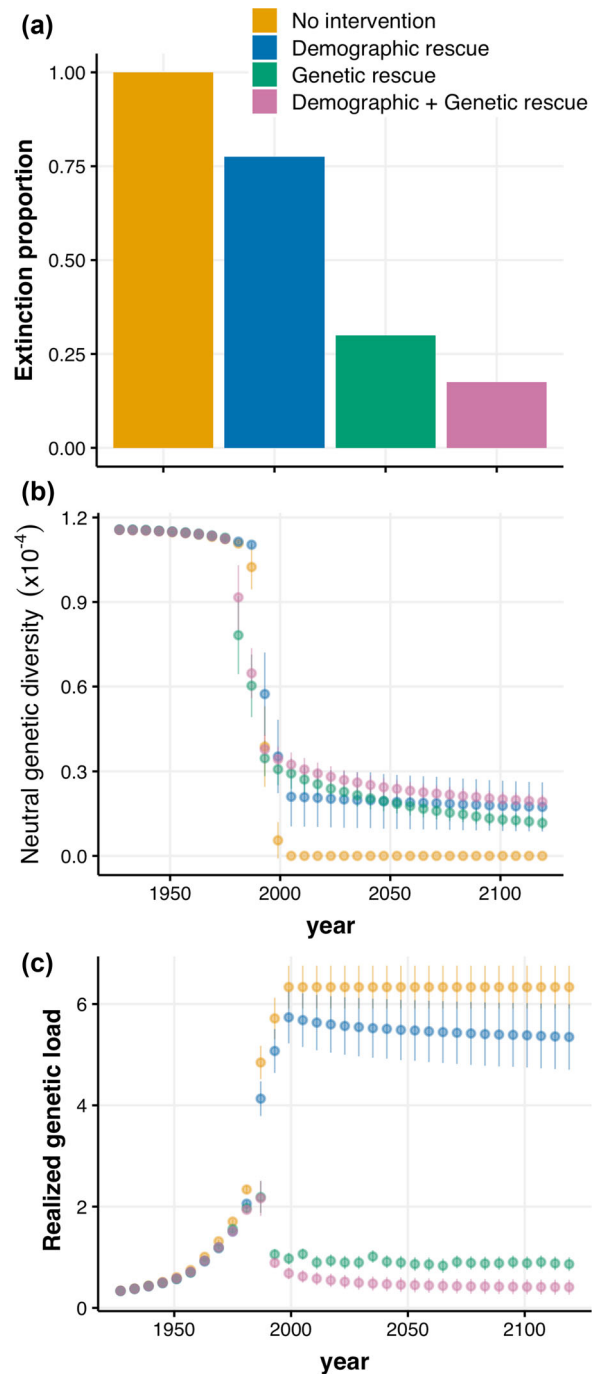 (a)
No intervention
Demographic rescue
Genetic rescue
Demographic + Genetic rescue
1.00
0.75
0.50
0.25
0.00
Extinction proportion
(b)
1.2
0.9
0.6
0.3
0.0
Neutral genetic diversity (x10⁻⁴)
1950 2000 2050 2100
year
(c)
6
4
2
0
Realized genetic load
1950 2000 2050 2100
year